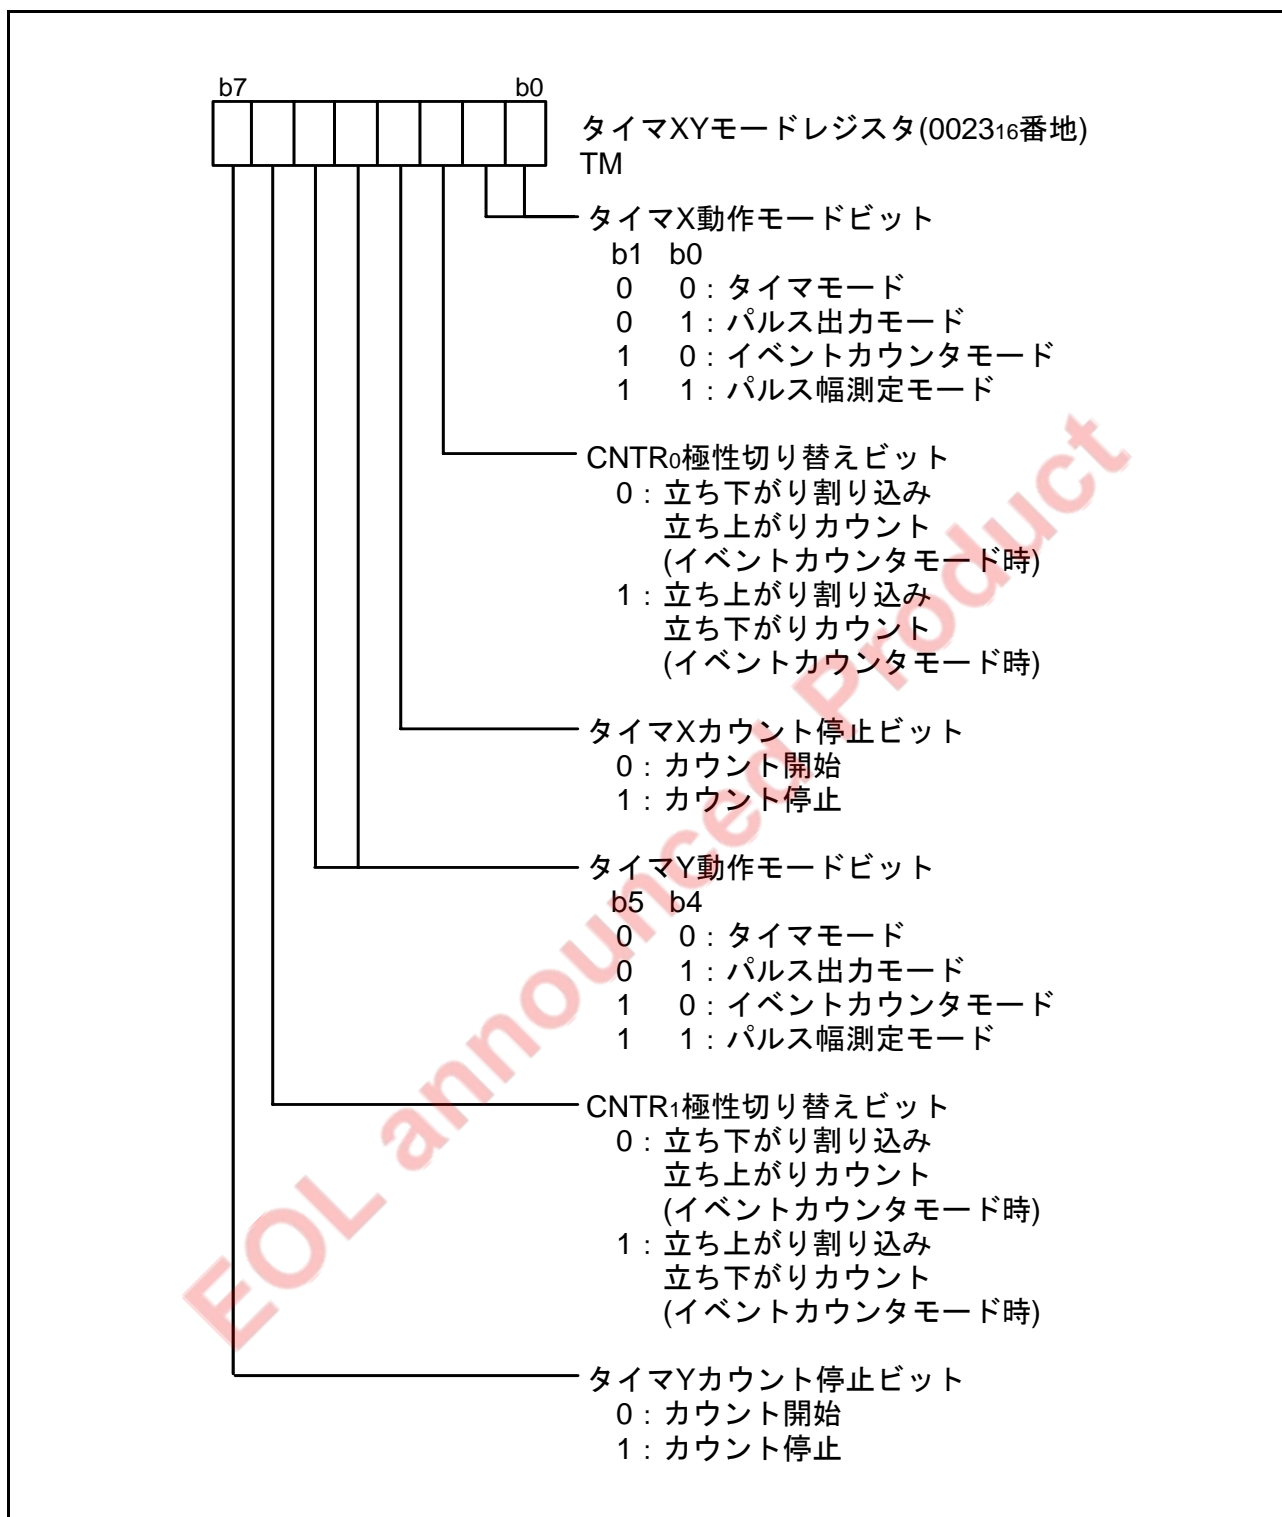 b7 b0
タイマXYモードレジスタ(002316番地)
TM
タイマX動作モードビット
b1 b0
0 0：タイマモード
0 1：パルス出力モード
1 0：イベントカウンタモード
1 1：パルス幅測定モード
CNTR0極性切り替えビット
0：立ち下がり割り込み
立ち上がりカウント
(イベントカウンタモード時)
1：立ち上がり割り込み
立ち下がりカウント
(イベントカウンタモード時)
タイマXカウント停止ビット
0：カウント開始
1：カウント停止
タイマY動作モードビット
b5 b4
0 0：タイマモード
0 1：パルス出力モード
1 0：イベントカウンタモード
1 1：パルス幅測定モード
CNTR1極性切り替えビット
0：立ち下がり割り込み
立ち上がりカウント
(イベントカウンタモード時)
1：立ち上がり割り込み
立ち下がりカウント
(イベントカウンタモード時)
タイマYカウント停止ビット
0：カウント開始
1：カウント停止
EOL announced Product